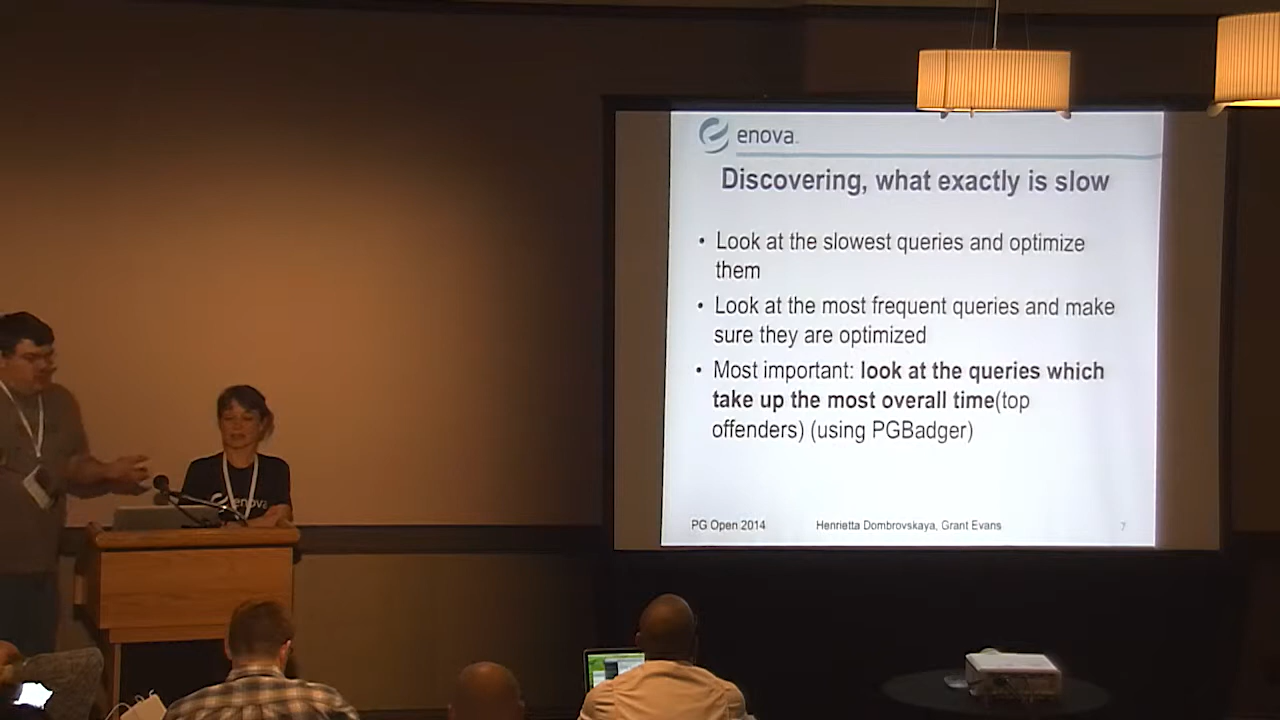 enova
Discovering, what exactly is slow
• Look at the slowest queries and optimize
them
• Look at the most frequent queries and make
sure they are optimized
• Most important: look at the queries which
take up the most overall time(top
offenders) (using PGBadger)
PG Open 2014 Henrietta Dombrovskaya, Grant Evans 7
enova